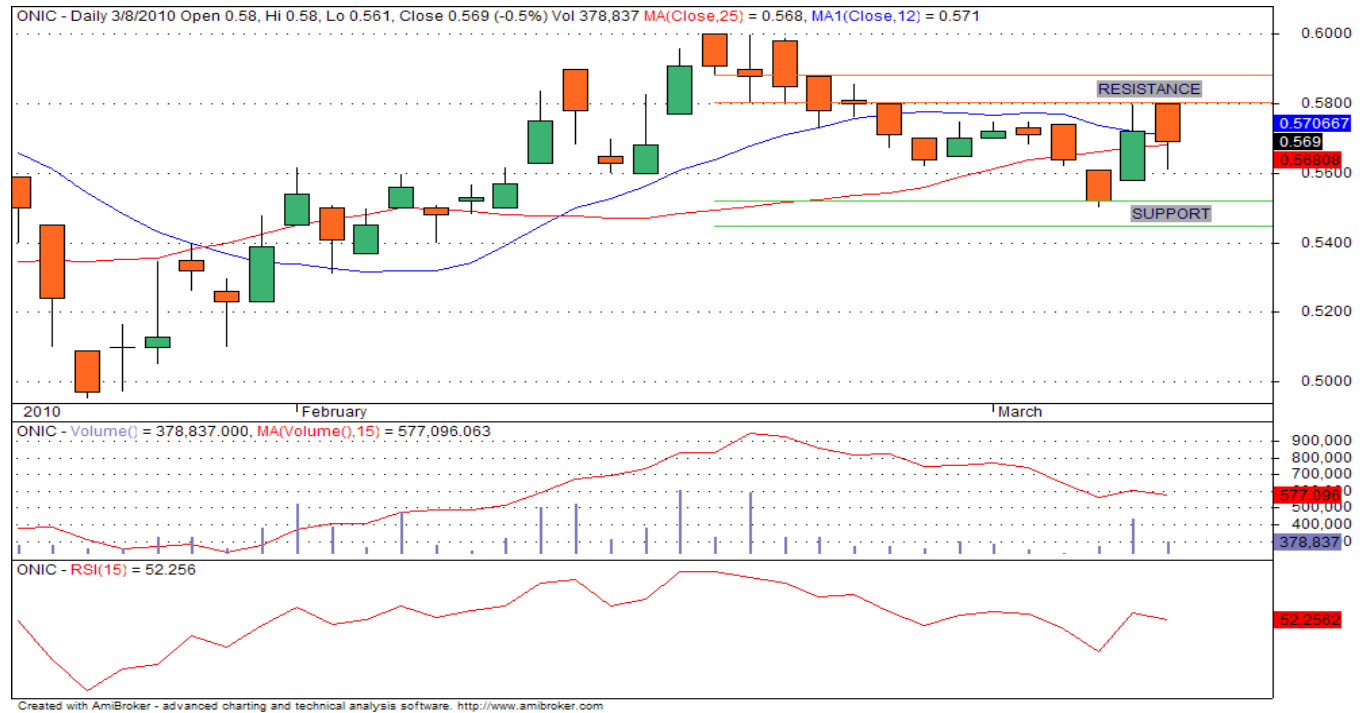 ONIC - Daily 3/8/2010 Open 0.58, Hi 0.58, Lo 0.561, Close 0.569 (-0.5%) Vol 378,837 MA(Close,25) = 0.568, MA1(Close,12) = 0.571
0.6000
RESISTANCE
0.5800
0.570667
0.569
0.56808
0.5600
SUPPORT
0.5400
0.5200
0.5000
2010 February March
ONIC - Volume() = 378,837.000, MA(Volume(),15) = 577,096.063
900,000
800,000
700,000
577,096
500,000
400,000
378,837
ONIC - RSI(15) = 52.256
52.2562
Created with AmiBroker - advanced charting and technical analysis software. http://www.amibroker.com